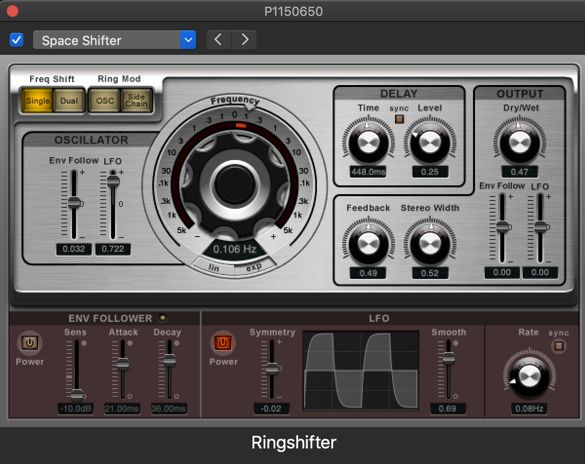 P1150650
Space Shifter
Freq Shift Ring Mod
Single Dual OSC Side Chain
OSCILLATOR
Env Follow LFO
+ +
0 0
0.032 0.722
Frequency
.1 0 .1
.3 .3
1 1
3 3
10 10
30 30
.1k .1k
.3k .3k
1k 1k
5k 5k
- +
0.106 Hz
lin exp
DELAY
Time sync Level
448.0ms 0.25
Feedback Stereo Width
0.49 0.52
OUTPUT
Dry/Wet
0.47
Env Follow LFO
+ +
0 0
0.00 0.00
ENV FOLLOWER
Power
Sens Attack Decay
-10.0dB 21.00ms 36.00ms
LFO
Power
Symmetry
+
0
-0.02
Smooth
0.69
Rate sync
0.08Hz
Ringshifter